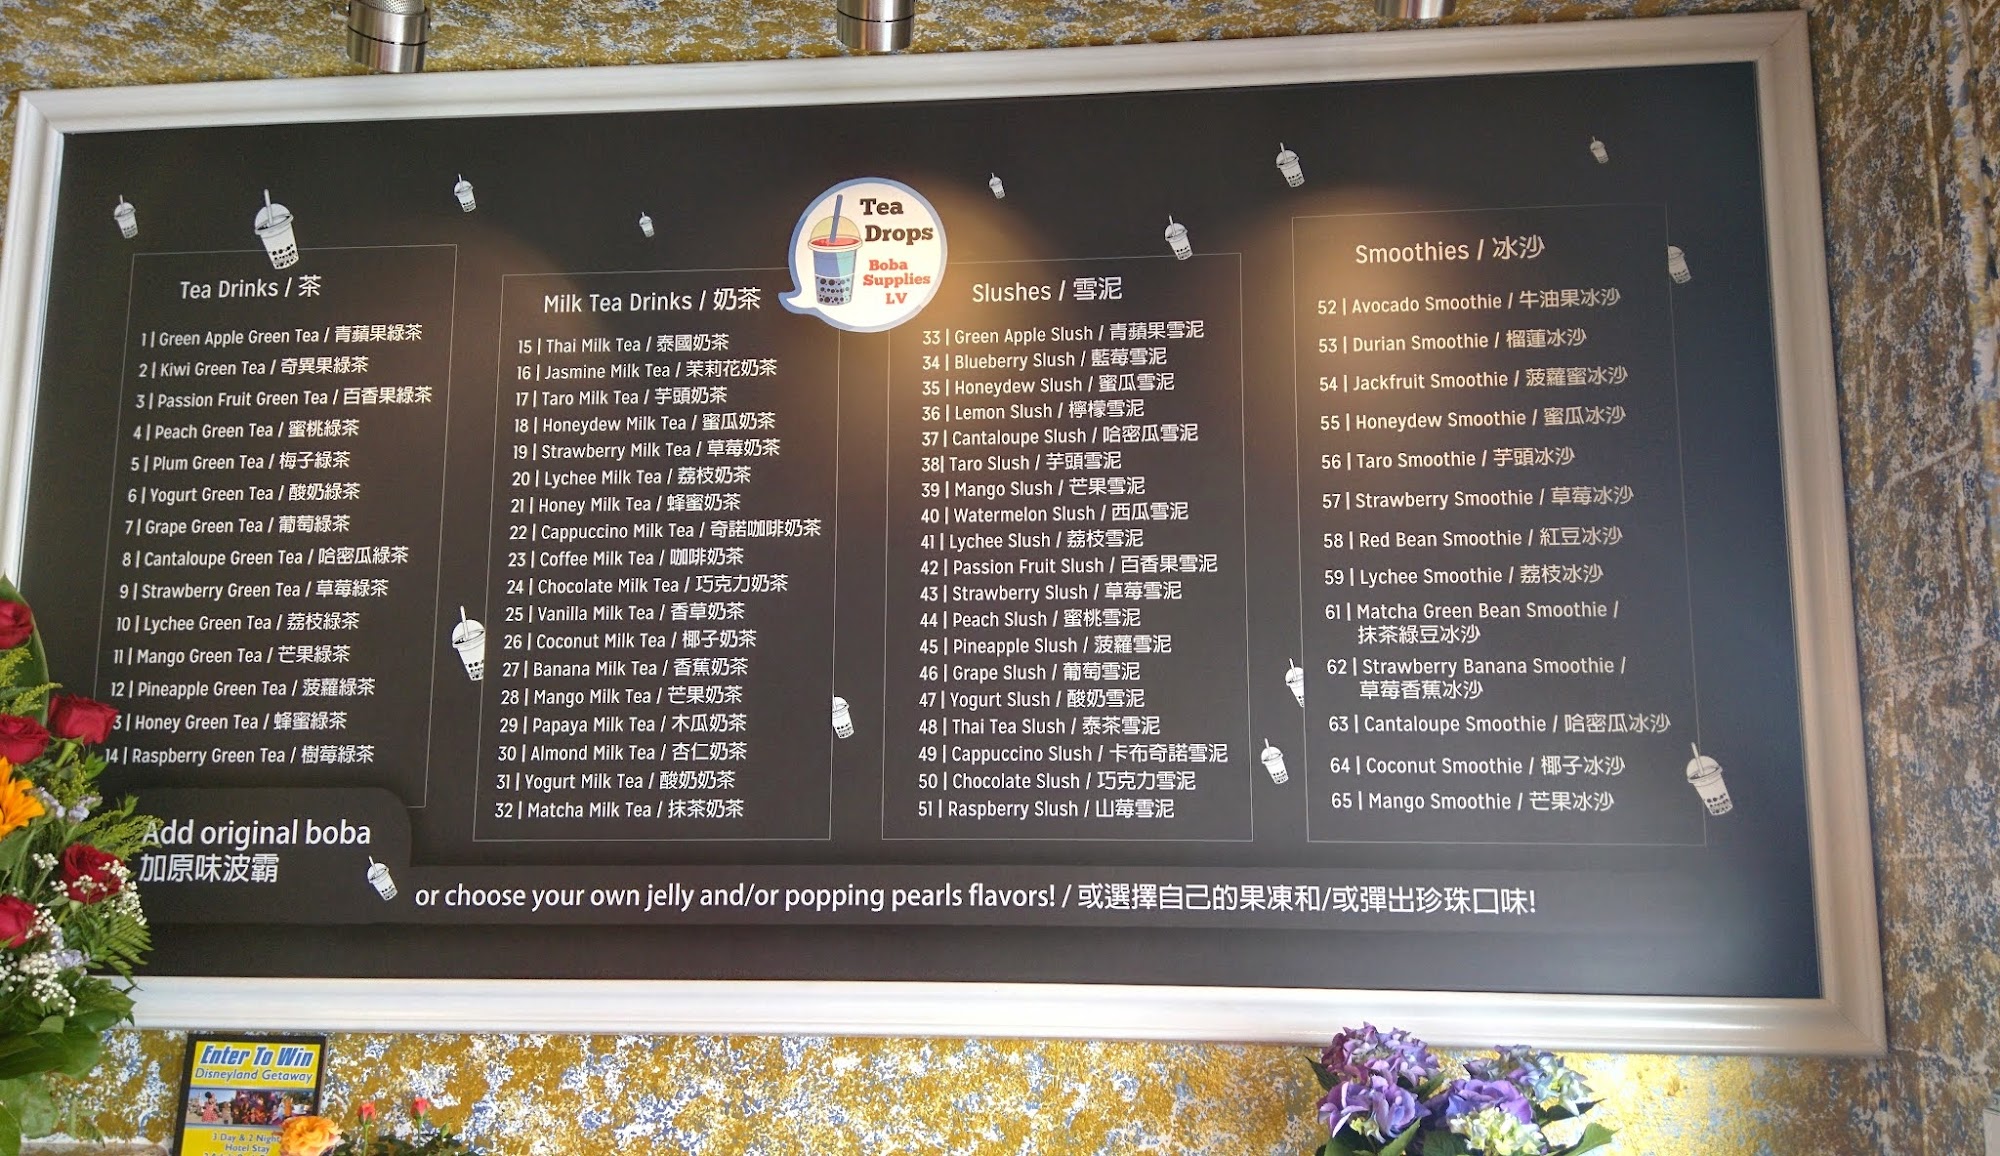 Tea
Drops
Boba
Supplies
LV
Tea Drinks / 茶
1 | Green Apple Green Tea / 青蘋果綠茶
2 | Kiwi Green Tea / 奇異果綠茶
3 | Passion Fruit Green Tea / 百香果綠茶
4 | Peach Green Tea / 蜜桃綠茶
5 | Plum Green Tea / 梅子綠茶
6 | Yogurt Green Tea / 酸奶綠茶
7 | Grape Green Tea / 葡萄綠茶
8 | Cantaloupe Green Tea / 哈密瓜綠茶
9 | Strawberry Green Tea / 草莓綠茶
10 | Lychee Green Tea / 荔枝綠茶
11 | Mango Green Tea / 芒果綠茶
12 | Pineapple Green Tea / 菠蘿綠茶
3 | Honey Green Tea / 蜂蜜綠茶
14 | Raspberry Green Tea / 樹莓綠茶
Milk Tea Drinks / 奶茶
15 | Thai Milk Tea / 泰國奶茶
16 | Jasmine Milk Tea / 茉莉花奶茶
17 | Taro Milk Tea / 芋頭奶茶
18 | Honeydew Milk Tea / 蜜瓜奶茶
19 | Strawberry Milk Tea / 草莓奶茶
20 | Lychee Milk Tea / 荔枝奶茶
21 | Honey Milk Tea / 蜂蜜奶茶
22 | Cappuccino Milk Tea / 奇諾咖啡奶茶
23 | Coffee Milk Tea / 咖啡奶茶
24 | Chocolate Milk Tea / 巧克力奶茶
25 | Vanilla Milk Tea / 香草奶茶
26 | Coconut Milk Tea / 椰子奶茶
27 | Banana Milk Tea / 香蕉奶茶
28 | Mango Milk Tea / 芒果奶茶
29 | Papaya Milk Tea / 木瓜奶茶
30 | Almond Milk Tea / 杏仁奶茶
31 | Yogurt Milk Tea / 酸奶奶茶
32 | Matcha Milk Tea / 抹茶奶茶
Slushes / 雪泥
33 | Green Apple Slush / 青蘋果雪泥
34 | Blueberry Slush / 藍莓雪泥
35 | Honeydew Slush / 蜜瓜雪泥
36 | Lemon Slush / 檸檬雪泥
37 | Cantaloupe Slush / 哈密瓜雪泥
38| Taro Slush / 芋頭雪泥
39 | Mango Slush / 芒果雪泥
40 | Watermelon Slush / 西瓜雪泥
41 | Lychee Slush / 荔枝雪泥
42 | Passion Fruit Slush / 百香果雪泥
43 | Strawberry Slush / 草莓雪泥
44 | Peach Slush / 蜜桃雪泥
45 | Pineapple Slush / 菠蘿雪泥
46 | Grape Slush / 葡萄雪泥
47 | Yogurt Slush / 酸奶雪泥
48 | Thai Tea Slush / 泰茶雪泥
49 | Cappuccino Slush / 卡布奇諾雪泥
50 | Chocolate Slush / 巧克力雪泥
51 | Raspberry Slush / 山莓雪泥
Smoothies / 冰沙
52 | Avocado Smoothie / 牛油果冰沙
53 | Durian Smoothie / 榴蓮冰沙
54 | Jackfruit Smoothie / 菠蘿蜜冰沙
55 | Honeydew Smoothie / 蜜瓜冰沙
56 | Taro Smoothie / 芋頭冰沙
57 | Strawberry Smoothie / 草莓冰沙
58 | Red Bean Smoothie / 紅豆冰沙
59 | Lychee Smoothie / 荔枝冰沙
61 | Matcha Green Bean Smoothie /
抹茶綠豆冰沙
62 | Strawberry Banana Smoothie /
草莓香蕉冰沙
63 | Cantaloupe Smoothie / 哈密瓜冰沙
64 | Coconut Smoothie / 椰子冰沙
65 | Mango Smoothie / 芒果冰沙
Add original boba
加原味波霸
or choose your own jelly and/or popping pearls flavors! / 或選擇自己的果凍和/或彈出珍珠口味!
Enter To Win
Disneyland Getaway
3 Day & 2 Night
Hotel Stay